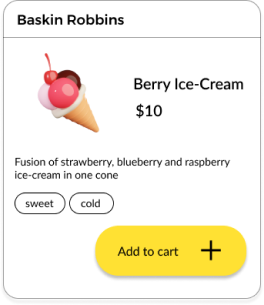 Baskin Robbins
Berry Ice-Cream
$10
Fusion of strawberry, blueberry and raspberry
ice-cream in one cone
sweet cold
Add to cart +